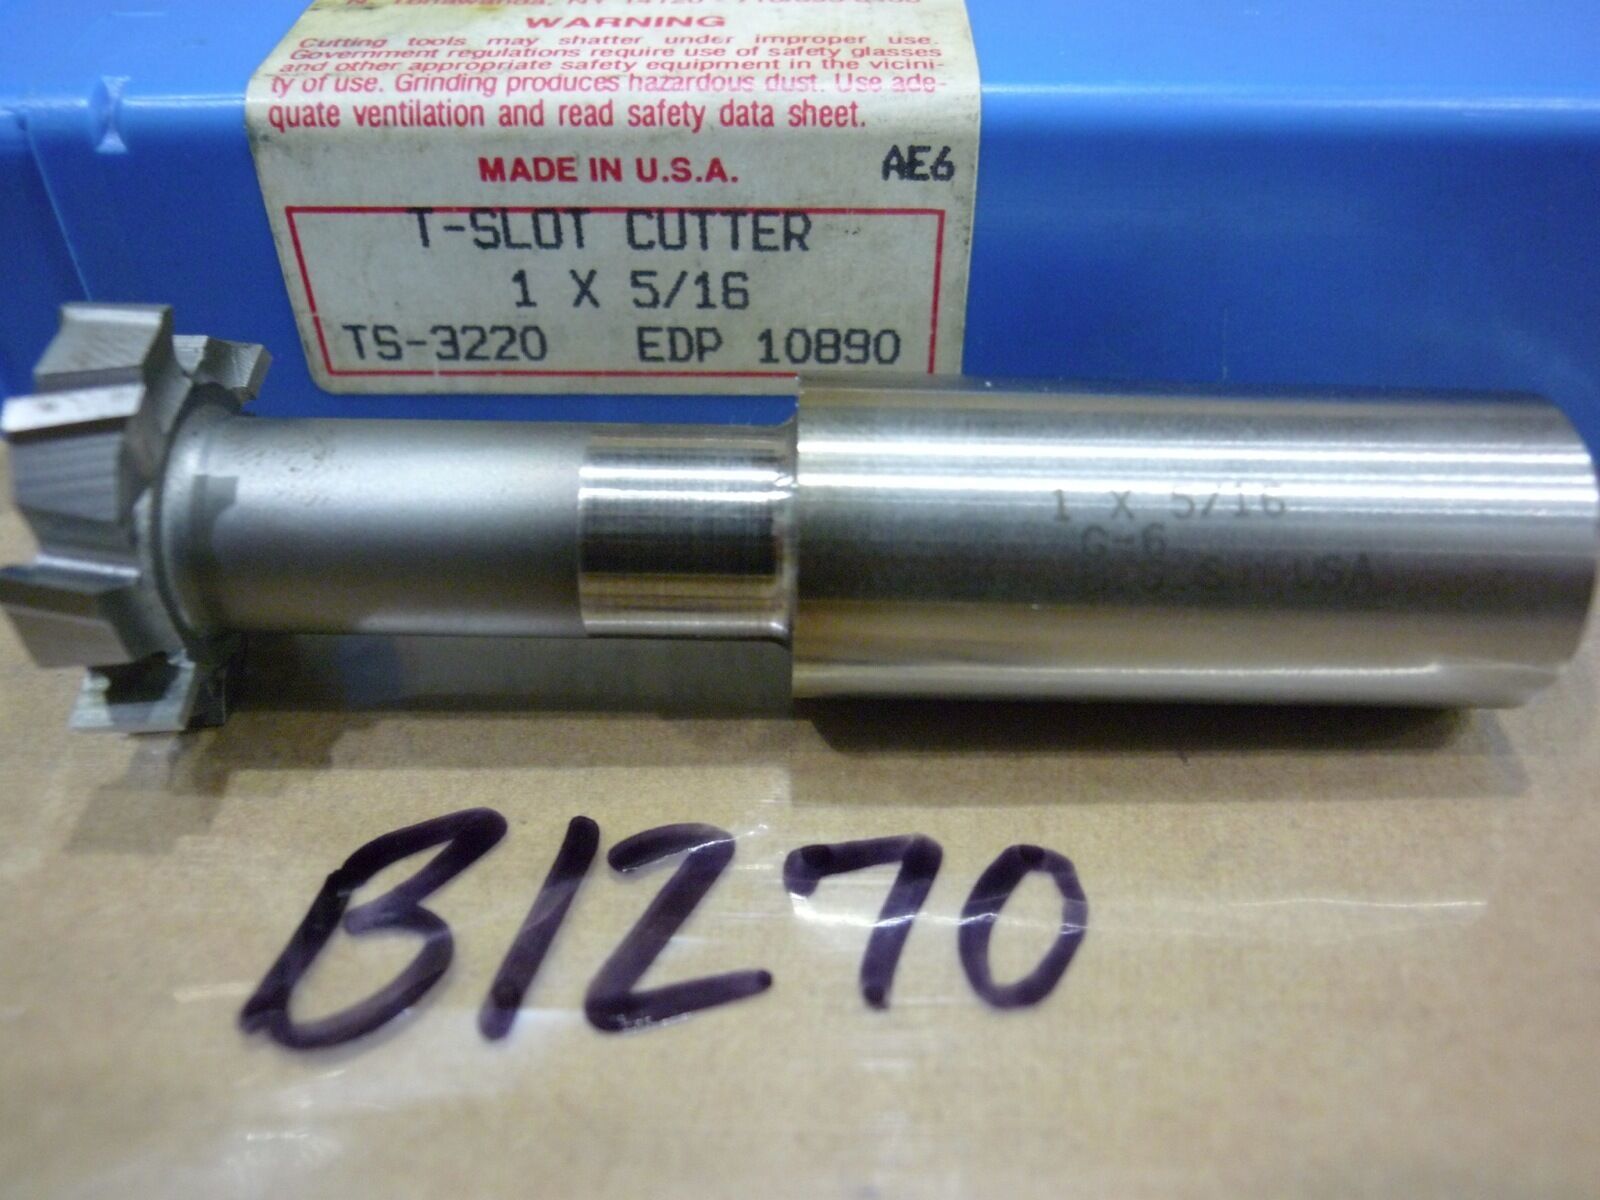 WARNING
Cutting tools may shatter under improper use.
Government regulations require use of safety glasses
and other appropriate safety equipment in the vicini-
ty of use. Grinding produces hazardous dust. Use ade-
quate ventilation and read safety data sheet.
MADE IN U.S.A.
AE6
T-SLOT CUTTER
1 X 5/16
TS-3220 EDP 10890
1 X 5/16
G-6
USA
B1270